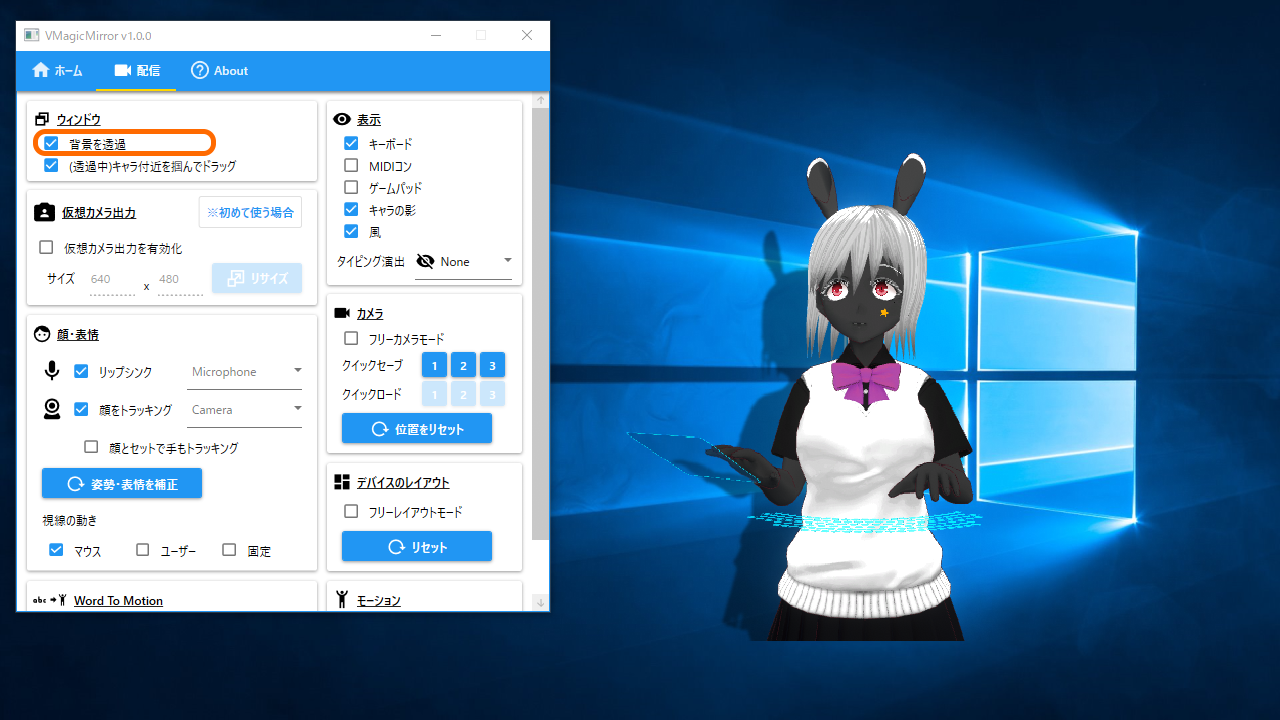 VMagicMirror v1.0.0
ホーム
配信
About
ウィンドウ
背景を透過
(透過中)キャラ付近を掴んでドラッグ
仮想カメラ出力
※初めて使う場合
仮想カメラ出力を有効化
サイズ 640 x 480 リサイズ
顔・表情
リップシンク Microphone
顔をトラッキング Camera
顔とセットで手もトラッキング
姿勢・表情を補正
視線の動き
マウス ユーザー 固定
abc Word To Motion
表示
キーボード
MIDIコン
ゲームパッド
キャラの影
風
タイピング演出 None
カメラ
フリーカメラモード
クイックセーブ 1 2 3
クイックロード 1 2 3
位置をリセット
デバイスのレイアウト
フリーレイアウトモード
リセット
モーション